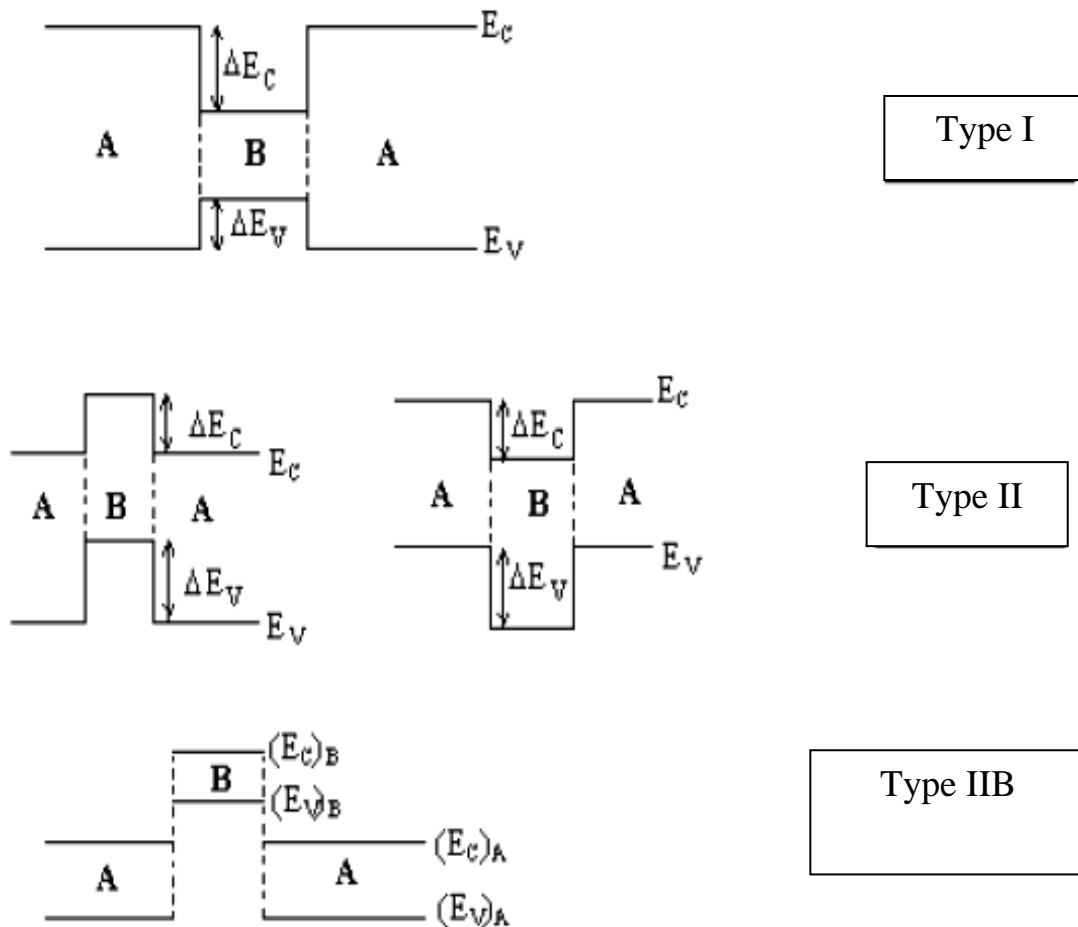 E_C
ΔE_C
A B A
ΔE_V
E_V
Type I
ΔE_C
E_C
A B A
ΔE_V
E_V
E_C
ΔE_C
A B A
E_V
ΔE_V
Type II
(E_C)_B
B
(E_V)_B
(E_C)_A
A A
(E_V)_A
Type IIB